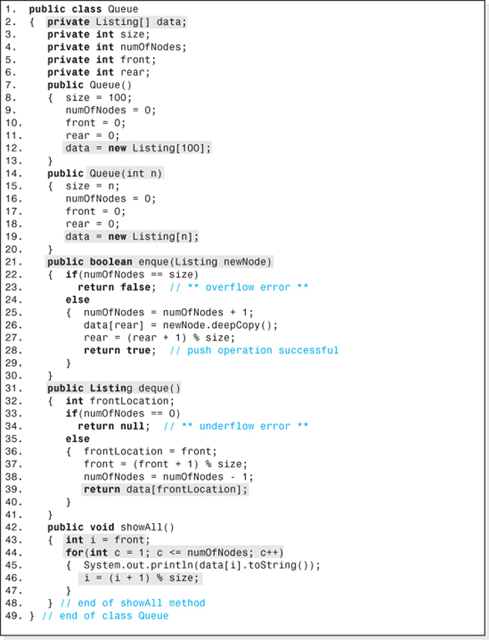 1. public class Queue
2. { private Listing[] data;
3. private int size;
4. private int numOfNodes;
5. private int front;
6. private int rear;
7. public Queue()
8. { size = 100;
9. numOfNodes = 0;
10. front = 0;
11. rear = 0;
12. data = new Listing[100];
13. }
14. public Queue(int n)
15. { size = n;
16. numOfNodes = 0;
17. front = 0;
18. rear = 0;
19. data = new Listing[n];
20. }
21. public boolean enque(Listing newNode)
22. { if(numOfNodes == size)
23. return false; // ** overflow error **
24. else
25. { numOfNodes = numOfNodes + 1;
26. data[rear] = newNode.deepCopy();
27. rear = (rear + 1) % size;
28. return true; // push operation successful
29. }
30. }
31. public Listing deque()
32. { int frontLocation;
33. if(numOfNodes == 0)
34. return null; // ** underflow error **
35. else
36. { frontLocation = front;
37. front = (front + 1) % size;
38. numOfNodes = numOfNodes - 1;
39. return data[frontLocation];
40. }
41. }
42. public void showAll()
43. { int i = front;
44. for(int c = 1; c <= numOfNodes; c++)
45. { System.out.println(data[i].toString());
46. i = (i + 1) % size;
47. }
48. } // end of showAll method
49. } // end of class Queue